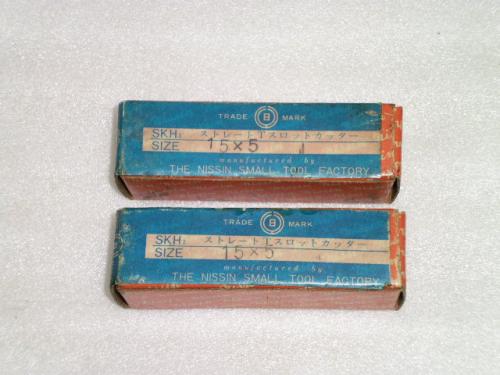 TRADE B MARK
SKH₂ ストレートTスロットカッター
SIZE 15×5
manufactured by
THE NISSIN SMALL TOOL FACTORY
TRADE B MARK
SKH₂ ストレートTスロットカッター
SIZE 15×5
manufactured by
THE NISSIN SMALL TOOL FACTORY